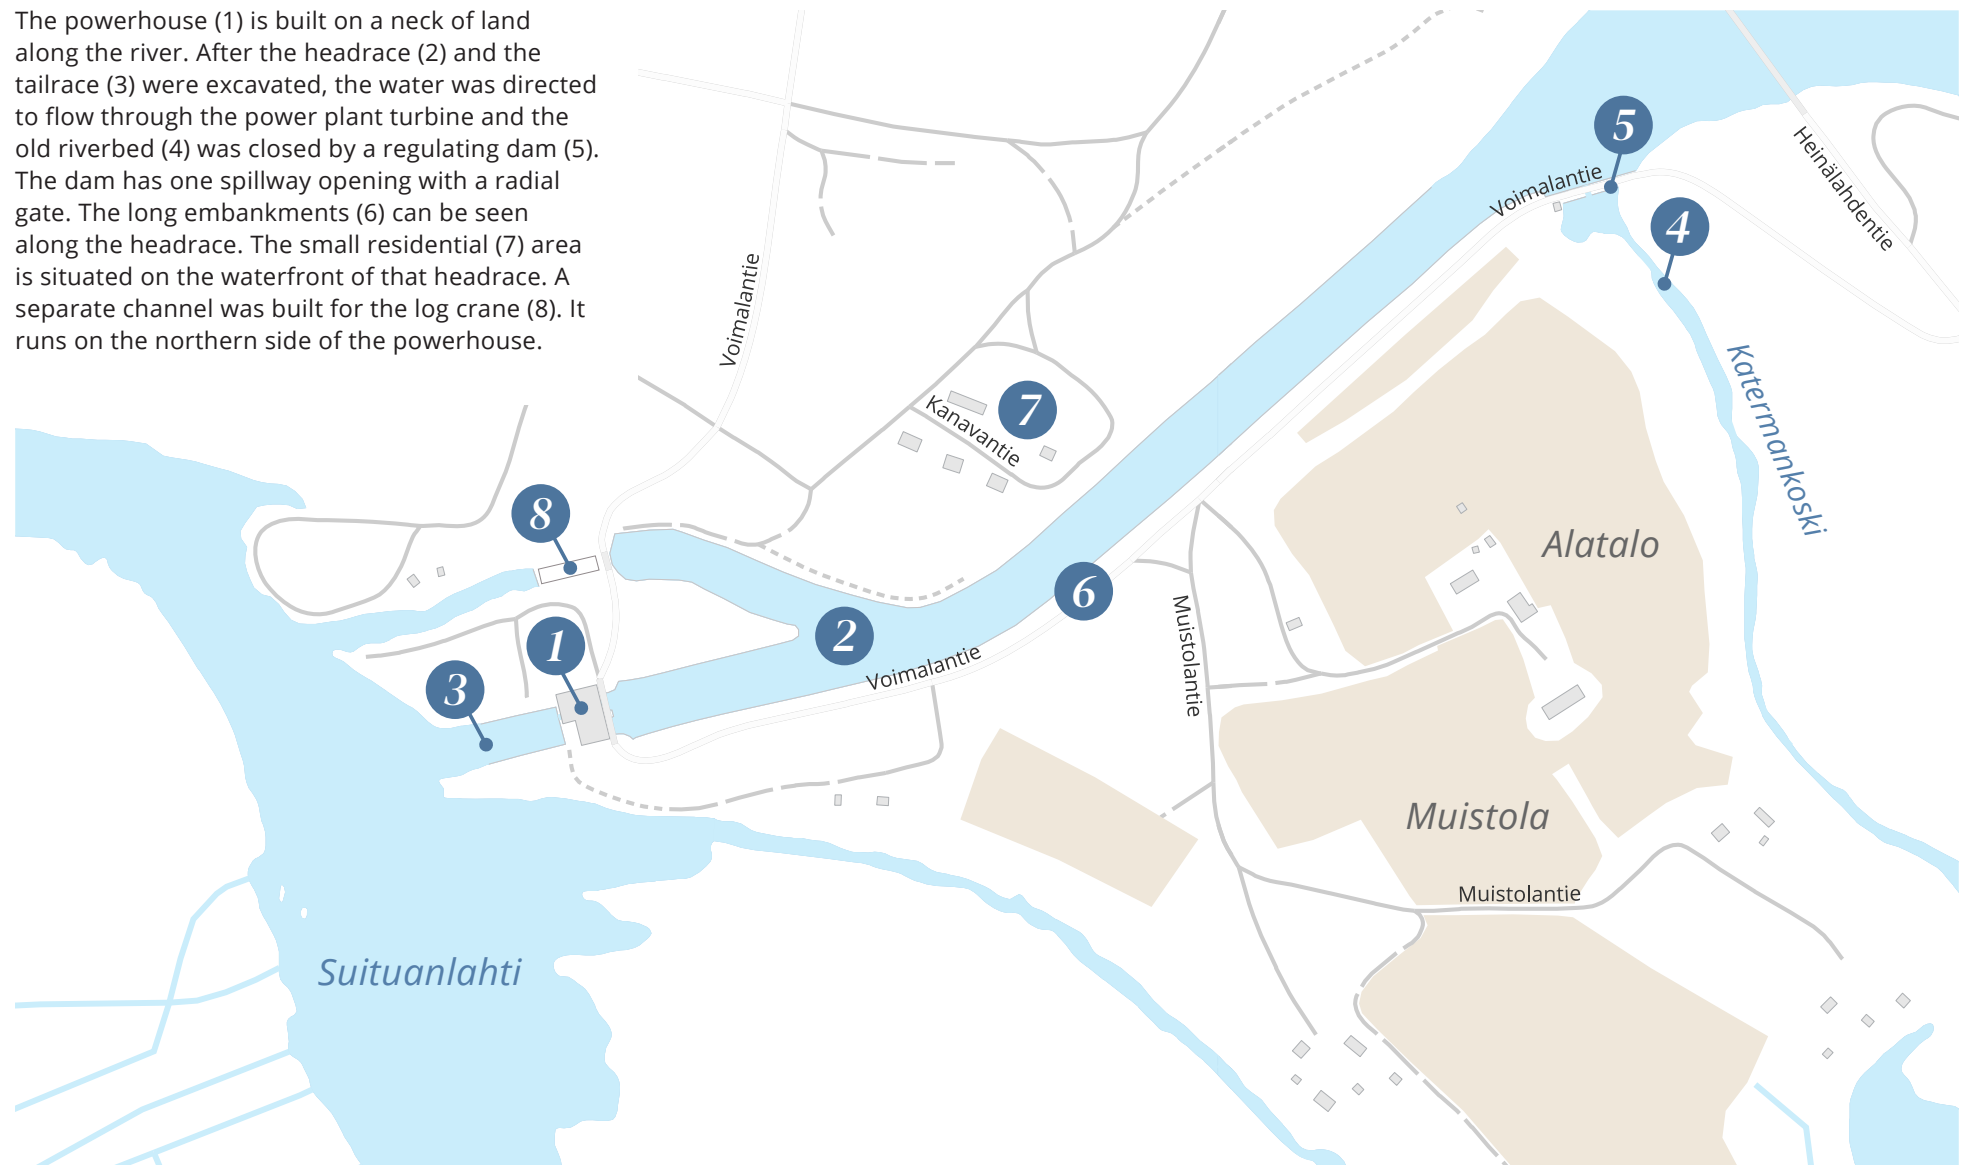 The powerhouse (1) is built on a neck of land
along the river. After the headrace (2) and the
tailrace (3) were excavated, the water was directed
to flow through the power plant turbine and the
old riverbed (4) was closed by a regulating dam (5).
The dam has one spillway opening with a radial
gate. The long embankments (6) can be seen
along the headrace. The small residential (7) area
is situated on the waterfront of that headrace. A
separate channel was built for the log crane (8). It
runs on the northern side of the powerhouse.
5
Heinälahdentie
Voimalantie
4
Voimalantie
Katermankoski
7
Kanavantie
8
Alatalo
6
2
Muistolantie
1
Voimalantie
3
Muistola
Muistolantie
Suituanlahti